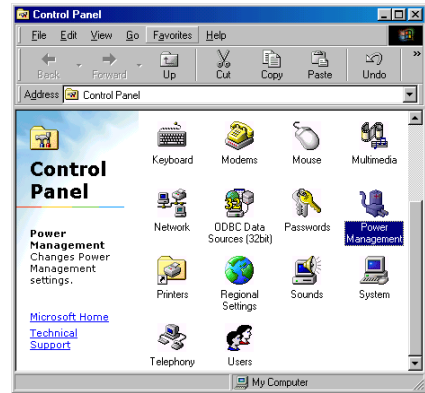 Control Panel
File Edit View Go Favorites Help
Back Forward Up Cut Copy Paste Undo »
Address Control Panel
Control
Panel
Power
Management
Changes Power
Management
settings.
Microsoft Home
Technical
Support
Keyboard Modems Mouse Multimedia
Network ODBC Data
Sources (32bit) Passwords Power
Management
Printers Regional
Settings Sounds System
Telephony Users
My Computer